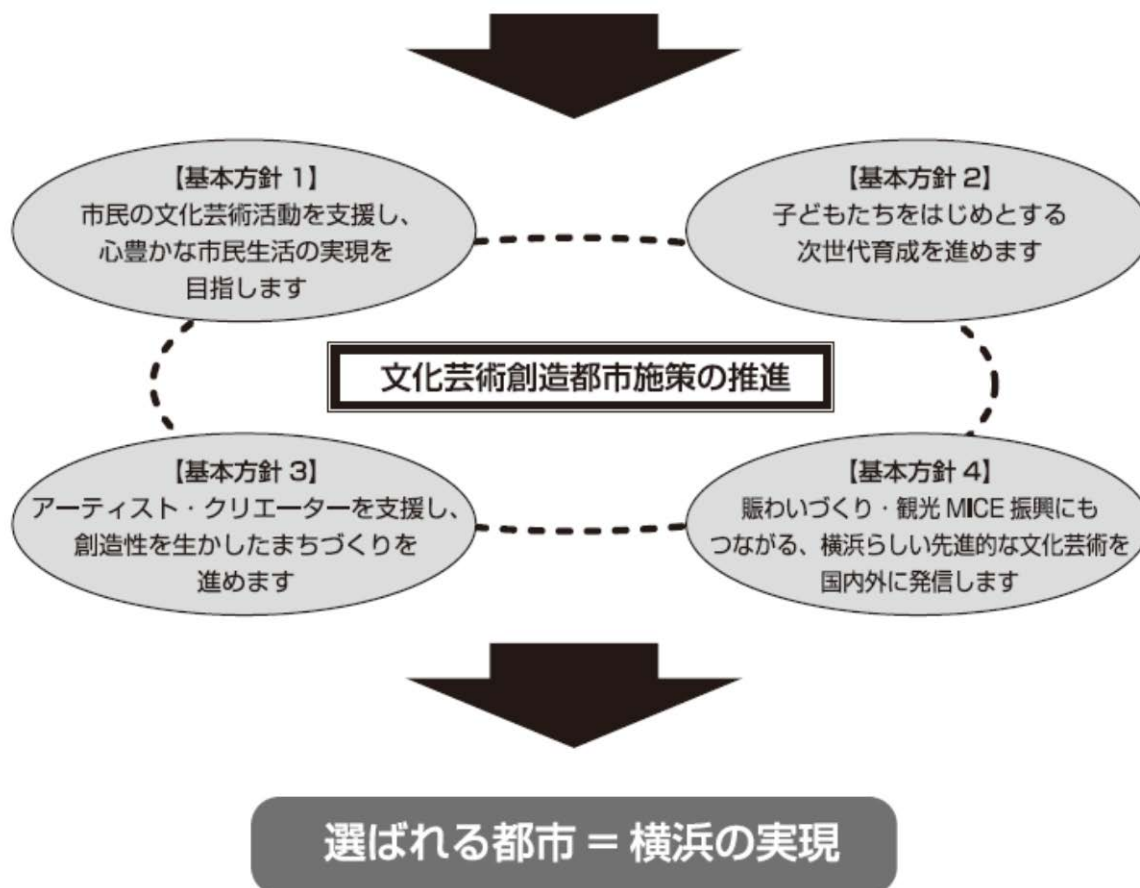 【基本方針 1】
市民の文化芸術活動を支援し、
心豊かな市民生活の実現を
目指します
【基本方針 2】
子どもたちをはじめとする
次世代育成を進めます
文化芸術創造都市施策の推進
【基本方針 3】
アーティスト・クリエーターを支援し、
創造性を生かしたまちづくりを
進めます
【基本方針 4】
賑わいづくり・観光 MICE 振興にも
つながる、横浜らしい先進的な文化芸術を
国内外に発信します
選ばれる都市 = 横浜の実現